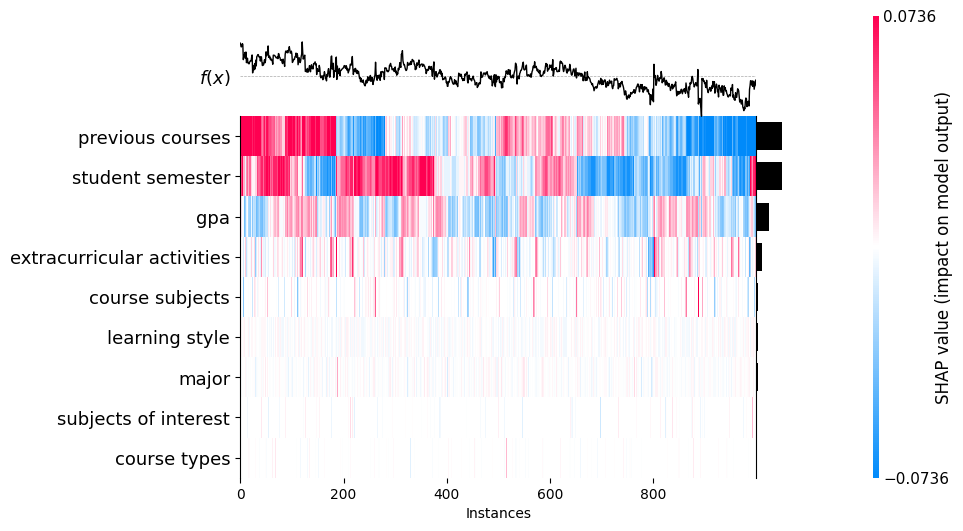 0.0736
f(x)
previous courses
student semester
gpa
extracurricular activities
course subjects
learning style
major
subjects of interest
course types
0 200 400 600 800
Instances
−0.0736
SHAP value (impact on model output)